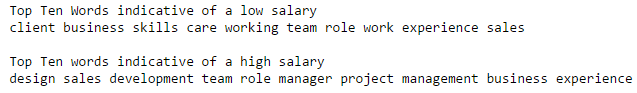 Top Ten Words indicative of a low salary
client business skills care working team role work experience sales
Top Ten words indicative of a high salary
design sales development team role manager project management business experience